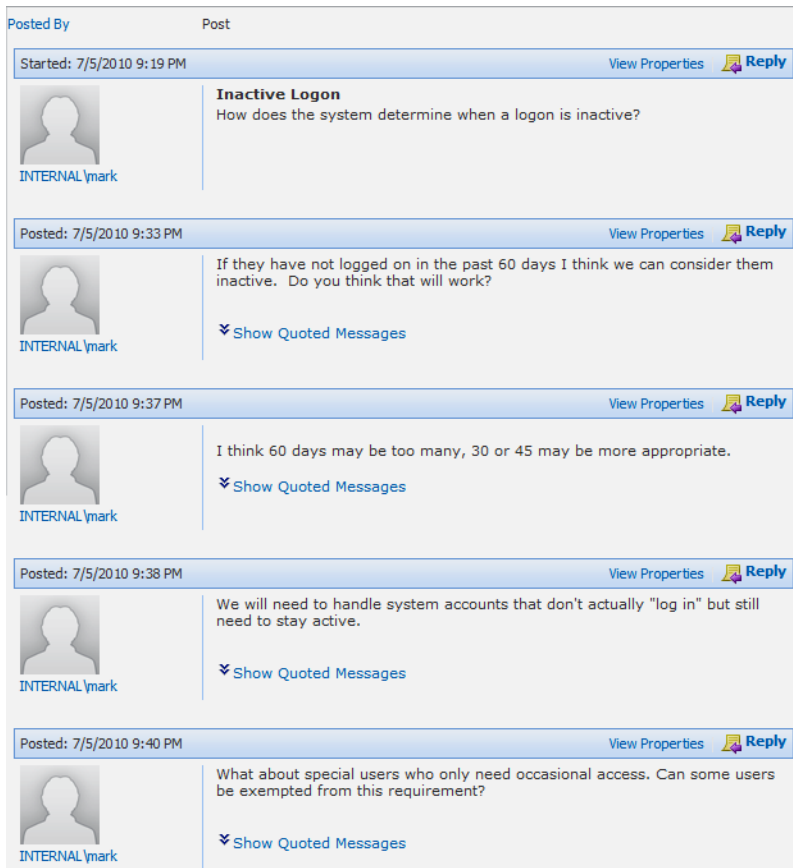 Posted By Post
Started: 7/5/2010 9:19 PM View Properties Reply
Inactive Logon
How does the system determine when a logon is inactive?
INTERNAL\mark
Posted: 7/5/2010 9:33 PM View Properties Reply
If they have not logged on in the past 60 days I think we can consider them
inactive.  Do you think that will work?
Show Quoted Messages
INTERNAL\mark
Posted: 7/5/2010 9:37 PM View Properties Reply
I think 60 days may be too many, 30 or 45 may be more appropriate.
Show Quoted Messages
INTERNAL\mark
Posted: 7/5/2010 9:38 PM View Properties Reply
We will need to handle system accounts that don't actually "log in" but still
need to stay active.
Show Quoted Messages
INTERNAL\mark
Posted: 7/5/2010 9:40 PM View Properties Reply
What about special users who only need occasional access. Can some users
be exempted from this requirement?
Show Quoted Messages
INTERNAL\mark